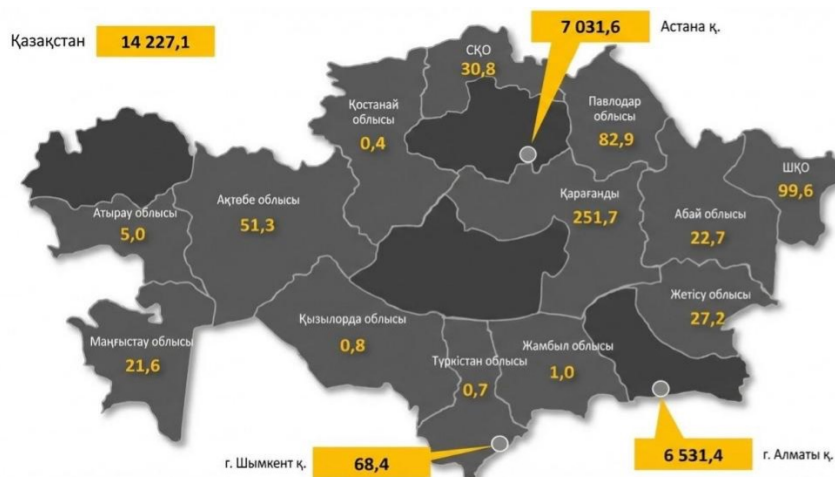 Қазақстан
14 227,1
7 031,6
Астана қ.
СҚО
30,8
Қостанай
облысы
0,4
Павлодар
облысы
82,9
ШҚО
99,6
Атырау облысы
5,0
Ақтөбе облысы
51,3
Қарағанды
251,7
Абай облысы
22,7
Жетісу облысы
27,2
Маңғыстау облысы
21,6
Қызылорда облысы
0,8
Түркістан облысы
0,7
Жамбыл облысы
1,0
г. Шымкент қ.
68,4
6 531,4
г. Алматы қ.